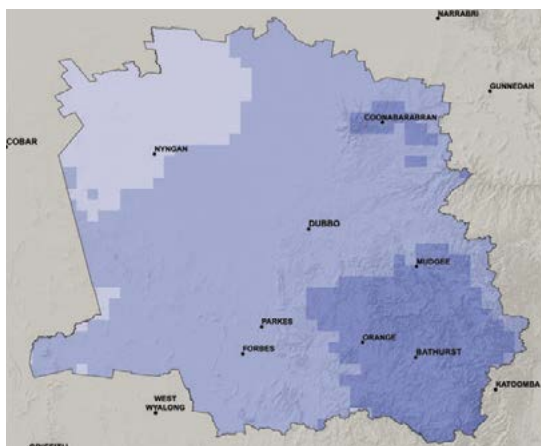 NARRABRI
GUNNEDAH
COONABARABRAN
COBAR
NYNGAN
DUBBO
MUDGEE
PARKES
ORANGE
FORBES
BATHURST
KATOOMBA
WEST
WYALONG